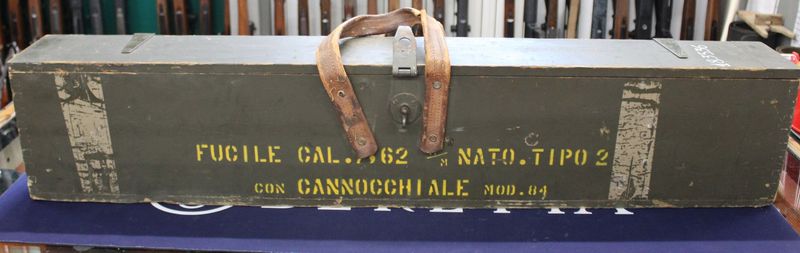 FUCILE CAL.7,62 M NATO.TIPO 2
CON CANNOCCHIALE MOD.84